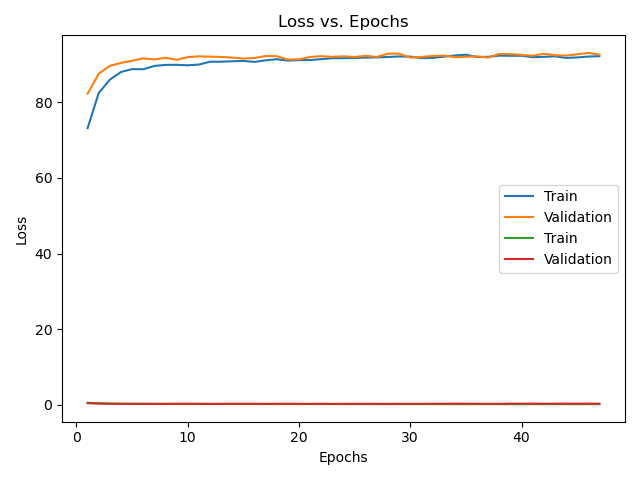 Loss vs. Epochs
Loss
80
60
40
20
0
Train
Validation
Train
Validation
0 10 20 30 40
Epochs